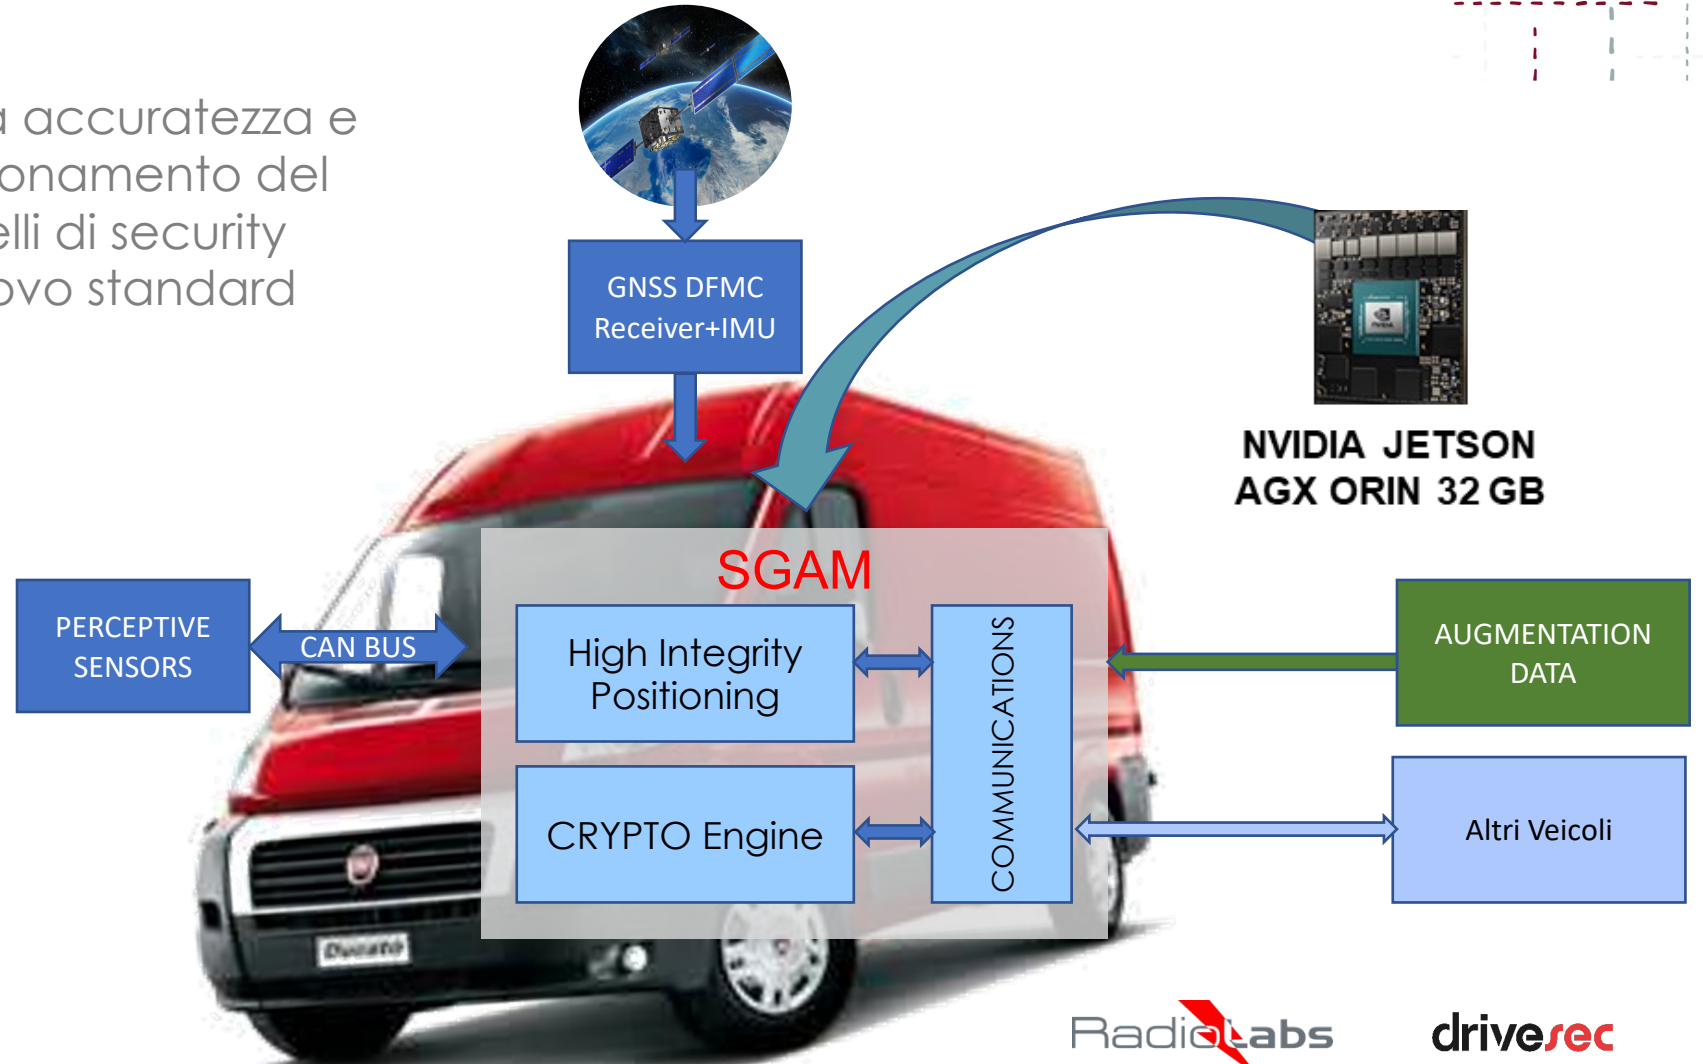 a accuratezza e
onamento del
elli di security
ovo standard
GNSS DFMC
Receiver+IMU
NVIDIA
NVIDIA JETSON
AGX ORIN 32 GB
SGAM
PERCEPTIVE
SENSORS
CAN BUS
High Integrity
Positioning
CRYPTO Engine
COMMUNICATIONS
AUGMENTATION
DATA
Altri Veicoli
Ducato
RadioLabs
drivesec